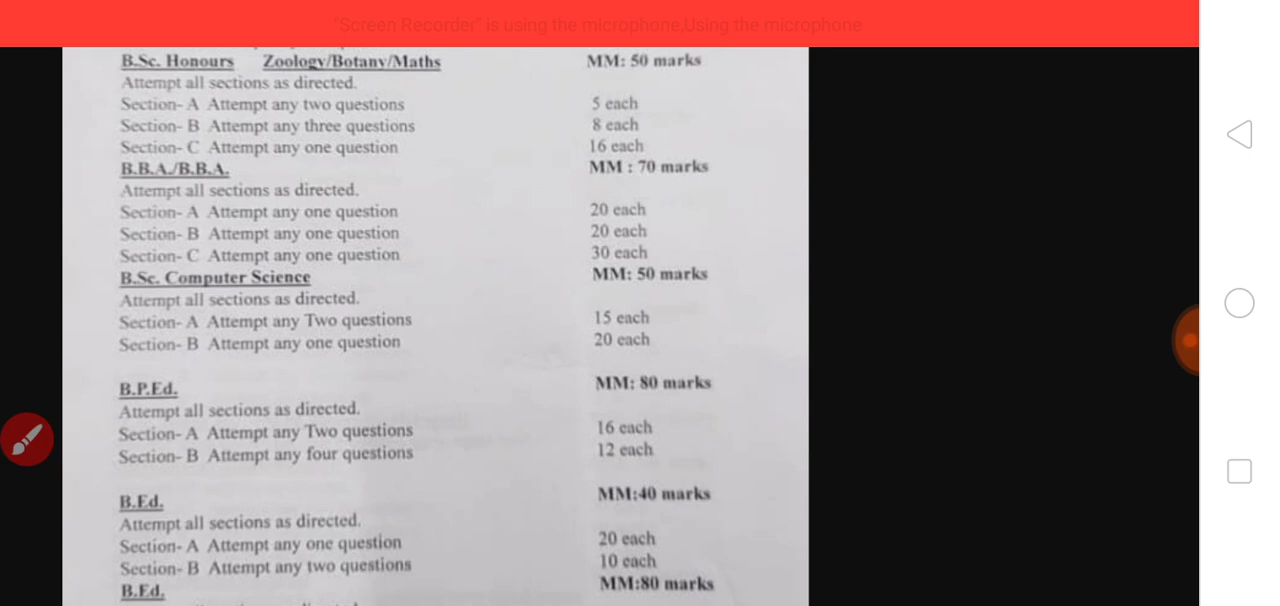 "Screen Recorder" is using the microphone.Using the microphone
B.Sc. Honours Zoology/Botany/Maths MM: 50 marks
Attempt all sections as directed.
Section- A Attempt any two questions 5 each
Section- B Attempt any three questions 8 each
Section- C Attempt any one question 16 each
B.B.A./B.B.A. MM : 70 marks
Attempt all sections as directed.
Section- A Attempt any one question 20 each
Section- B Attempt any one question 20 each
Section- C Attempt any one question 30 each
B.Sc. Computer Science MM: 50 marks
Attempt all sections as directed.
Section- A Attempt any Two questions 15 each
Section- B Attempt any one question 20 each
B.P.Ed. MM: 80 marks
Attempt all sections as directed.
Section- A Attempt any Two questions 16 each
Section- B Attempt any four questions 12 each
B.Ed. MM:40 marks
Attempt all sections as directed.
Section- A Attempt any one question 20 each
Section- B Attempt any two questions 10 each
B.Ed. MM:80 marks